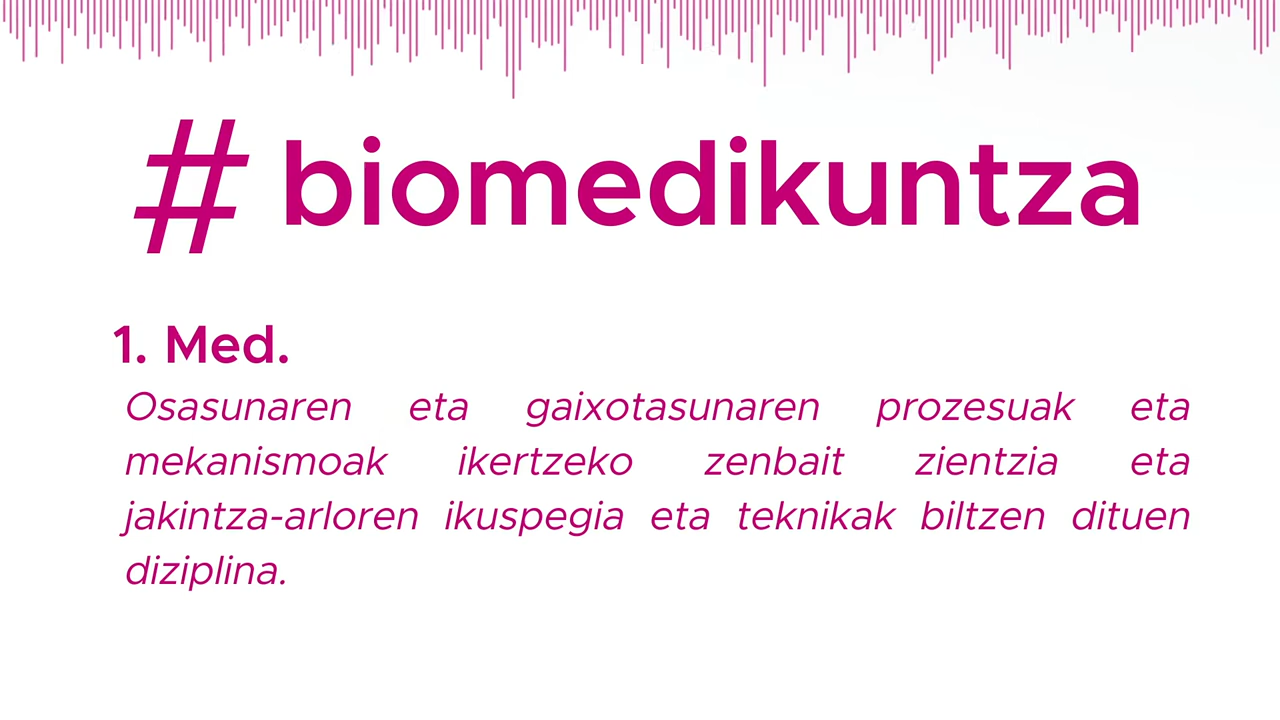 # biomedikuntza
1. Med.
Osasunaren eta gaixotasunaren prozesuak eta
mekanismoak ikertzeko zenbait zientzia eta
jakintza-arloren ikuspegia eta teknikak biltzen dituen
diziplina.